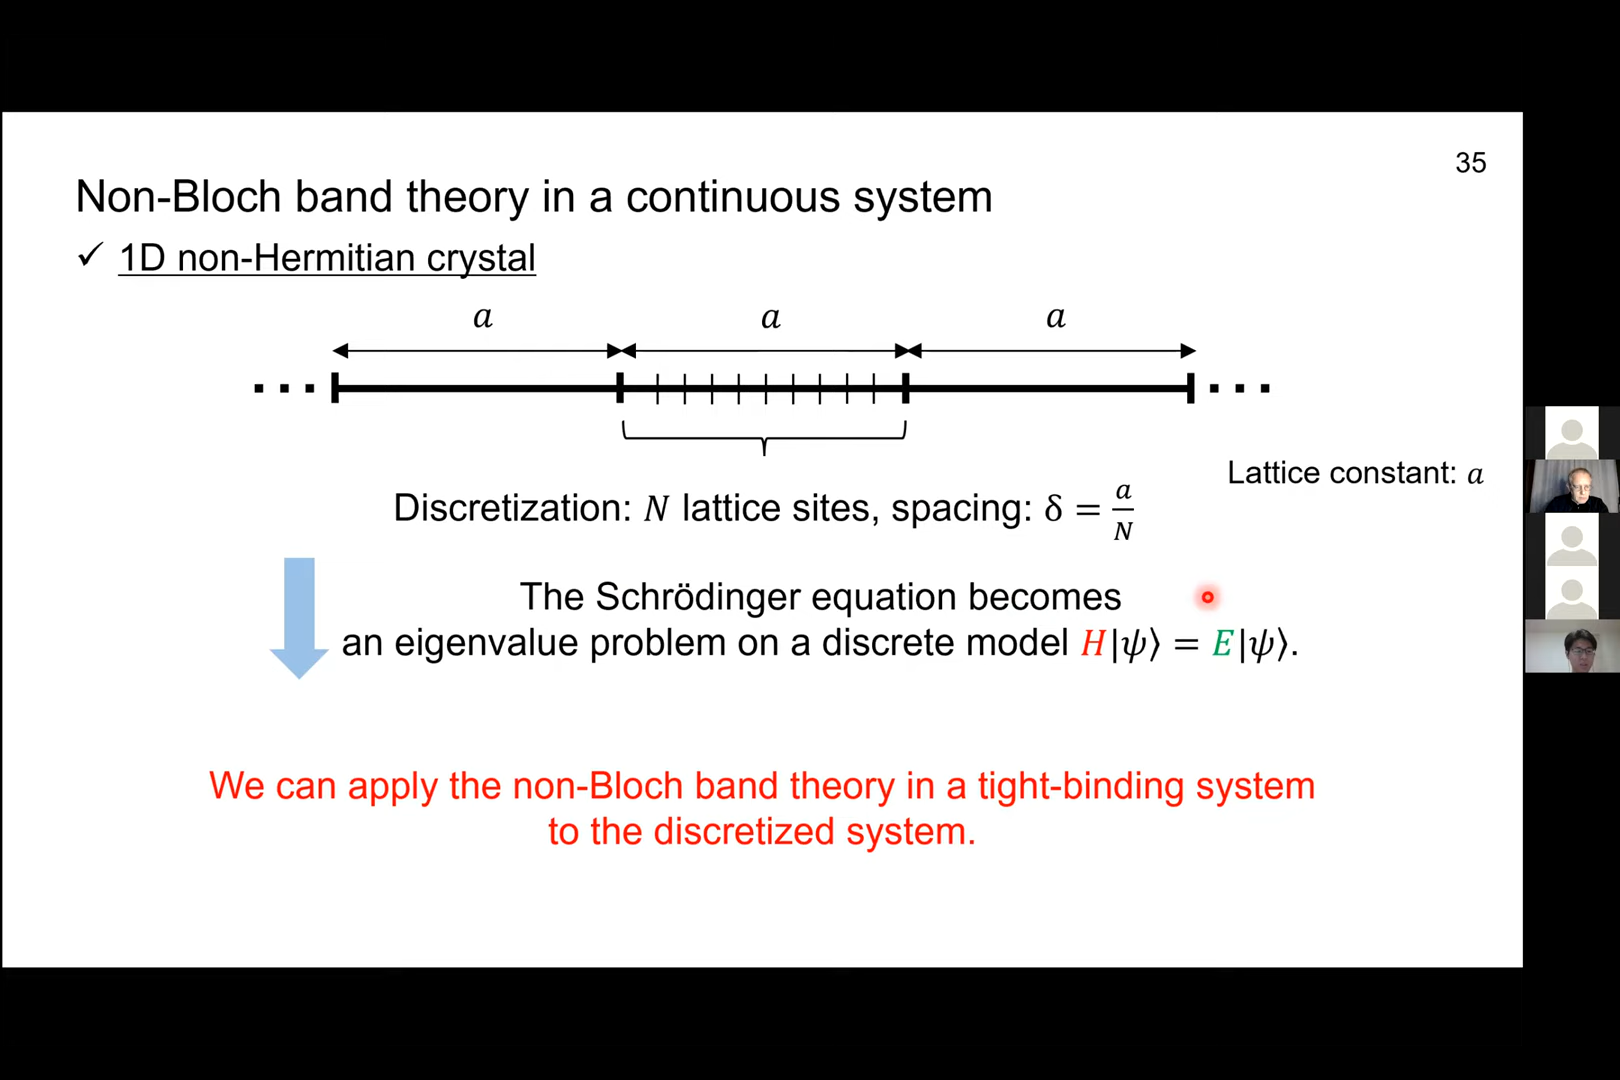 35
Non-Bloch band theory in a continuous system
✓ 1D non-Hermitian crystal
a a a
Lattice constant: a
Discretization: N lattice sites, spacing: δ = a/N
The Schrödinger equation becomes
an eigenvalue problem on a discrete model H|ψ⟩ = E|ψ⟩.
We can apply the non-Bloch band theory in a tight-binding system
to the discretized system.